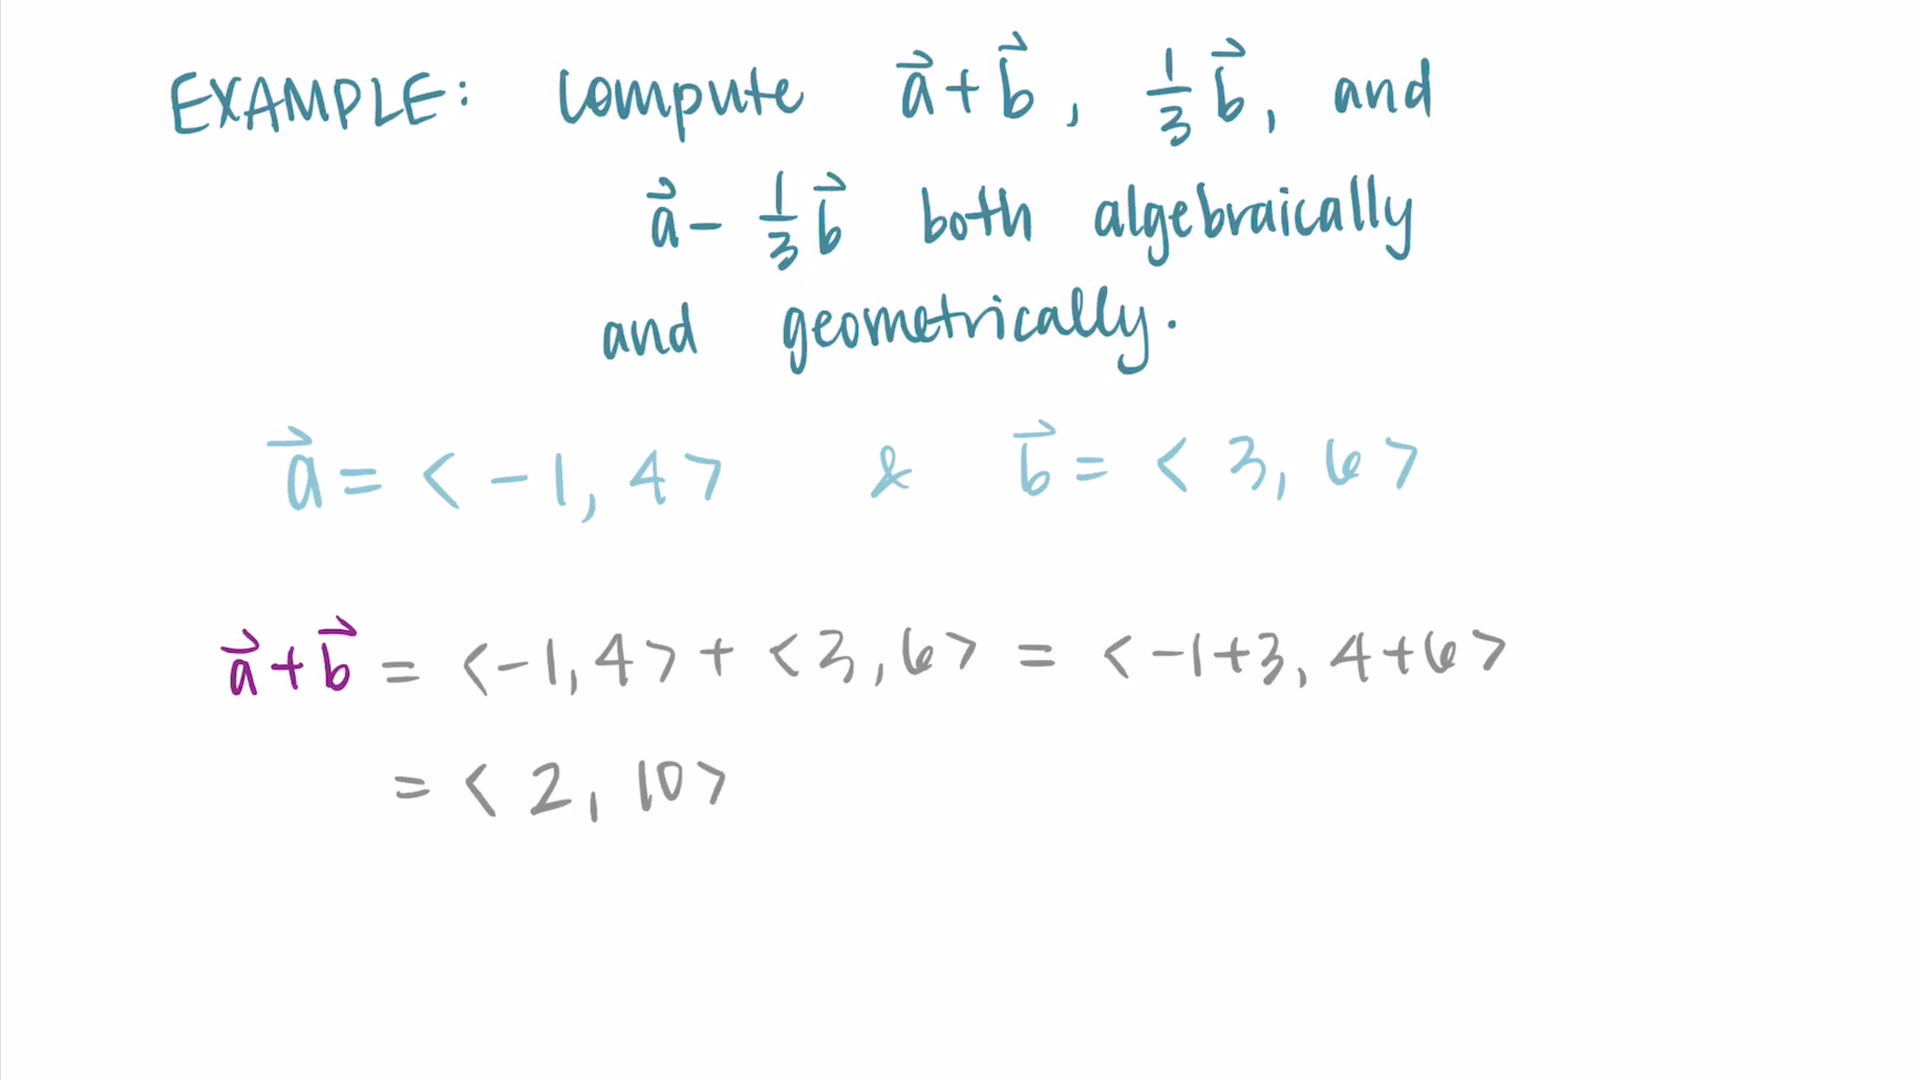 EXAMPLE: compute a⃗+b⃗, 1/3 b⃗, and
a⃗ - 1/3 b⃗ both algebraically
and geometrically.
a⃗ = < -1, 4 > & b⃗ = < 3, 6 >
a⃗+b⃗ = <-1, 4> + <3, 6> = <-1+3, 4+6>
= < 2, 10>